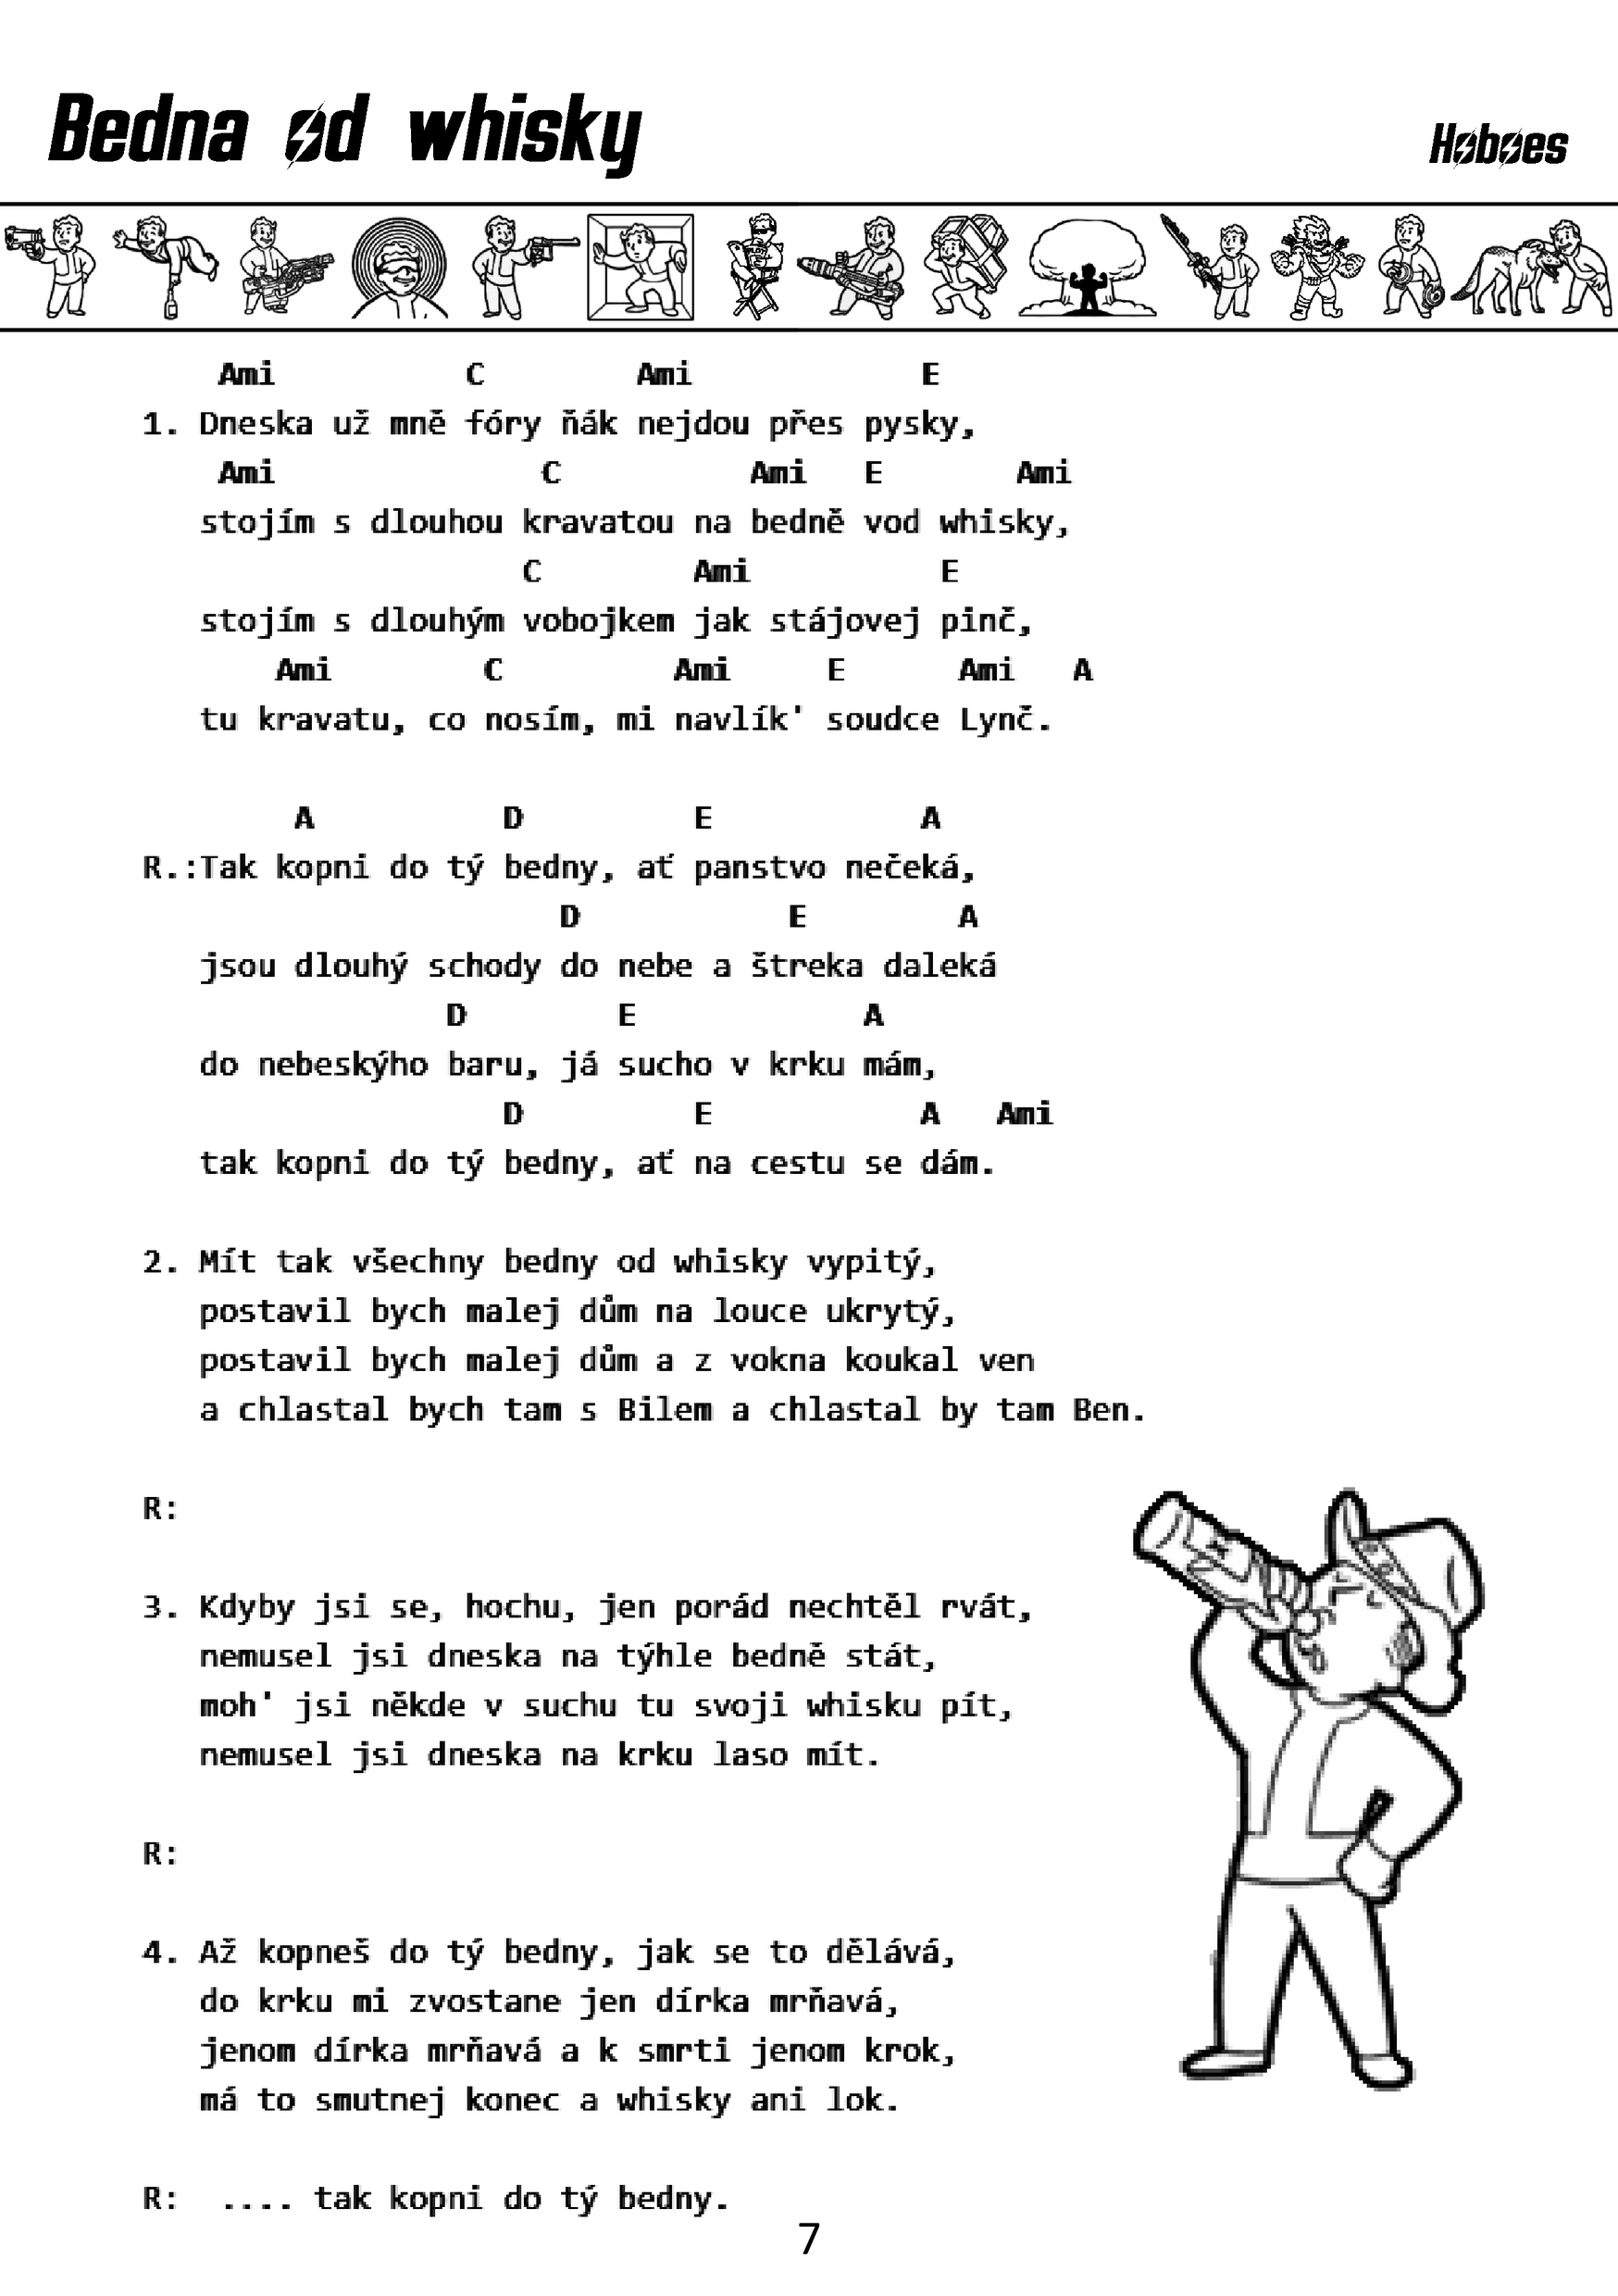 Bedna od whisky
Hoboes
Ami C Ami E
1. Dneska už mně fóry ňák nejdou přes pysky,
Ami C Ami E Ami
stojím s dlouhou kravatou na bedně vod whisky,
C Ami E
stojím s dlouhým vobojkem jak stájovej pinč,
Ami C Ami E Ami A
tu kravatu, co nosím, mi navlík' soudce Lynč.
A D E A
R.:Tak kopni do tý bedny, ať panstvo nečeká,
D E A
jsou dlouhý schody do nebe a štreka daleká
D E A
do nebeskýho baru, já sucho v krku mám,
D E A Ami
tak kopni do tý bedny, ať na cestu se dám.
2. Mít tak všechny bedny od whisky vypitý,
postavil bych malej dům na louce ukrytý,
postavil bych malej dům a z vokna koukal ven
a chlastal bych tam s Bilem a chlastal by tam Ben.
R:
3. Kdyby jsi se, hochu, jen porád nechtěl rvát,
nemusel jsi dneska na týhle bedně stát,
moh' jsi někde v suchu tu svoji whisku pít,
nemusel jsi dneska na krku laso mít.
R:
4. Až kopneš do tý bedny, jak se to dělává,
do krku mi zvostane jen dírka mrňavá,
jenom dírka mrňavá a k smrti jenom krok,
má to smutnej konec a whisky ani lok.
R: .... tak kopni do tý bedny.
7